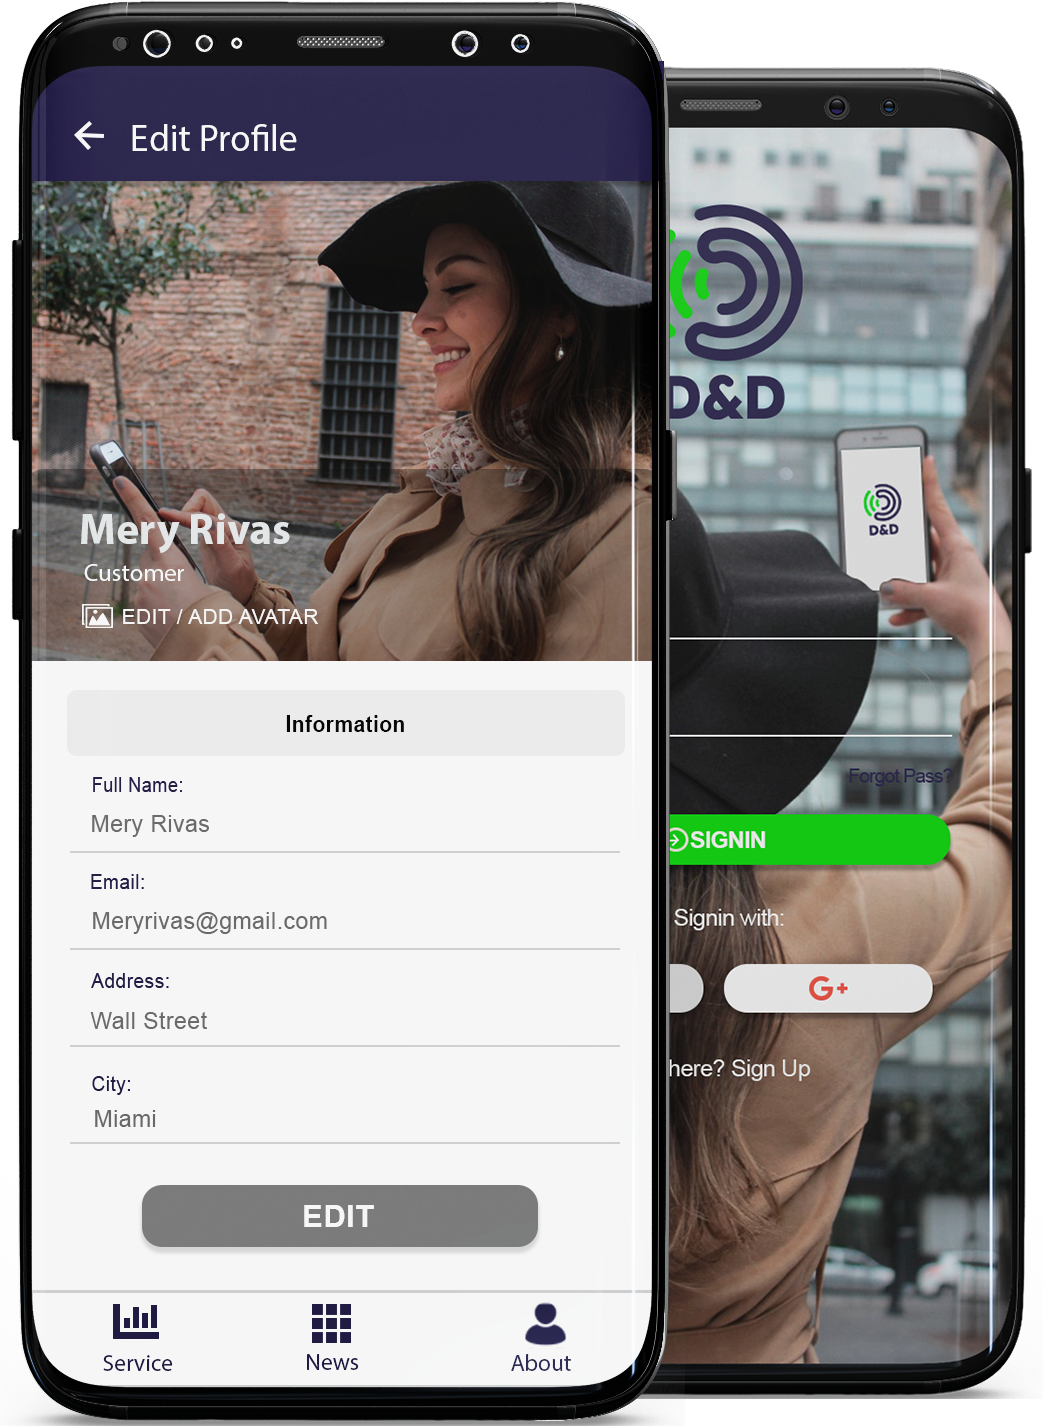 Edit Profile
Mery Rivas
Customer
EDIT / ADD AVATAR
Information
Full Name:
Mery Rivas
Email:
Meryrivas@gmail.com
Address:
Wall Street
City:
Miami
EDIT
Service
News
About
D&D
D&D
Forgot Pass?
SIGNIN
Signin with:
G+
here? Sign Up